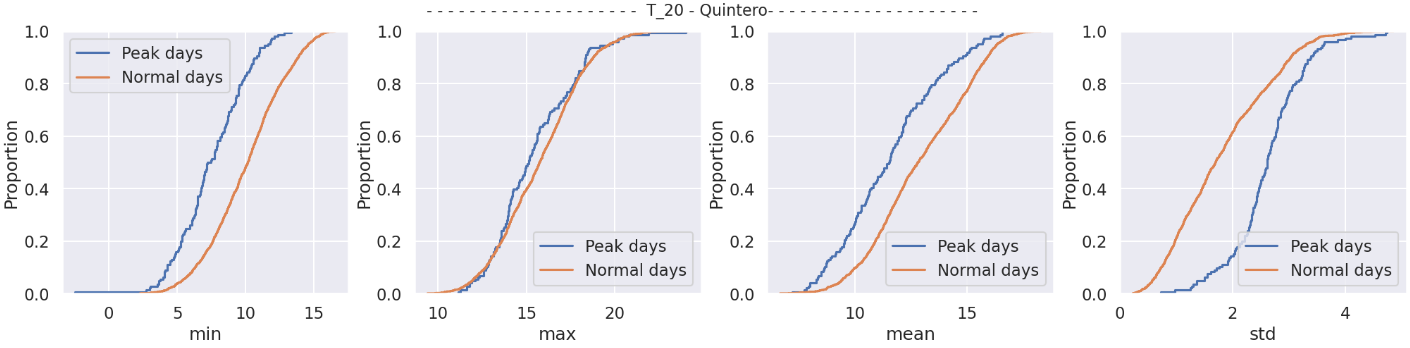 - - - - - - - - - - - - - - - - - - - - - - - T_20 - Quintero- - - - - - - - - - - - - - - - - - - - - - -
1.0
0.8
0.6
0.4
0.2
0.0
Proportion
Peak days
Normal days
0 5 10 15
min
1.0
0.8
0.6
0.4
0.2
0.0
Proportion
Peak days
Normal days
10 15 20
max
1.0
0.8
0.6
0.4
0.2
0.0
Proportion
Peak days
Normal days
10 15
mean
1.0
0.8
0.6
0.4
0.2
0.0
Proportion
Peak days
Normal days
0 2 4
std